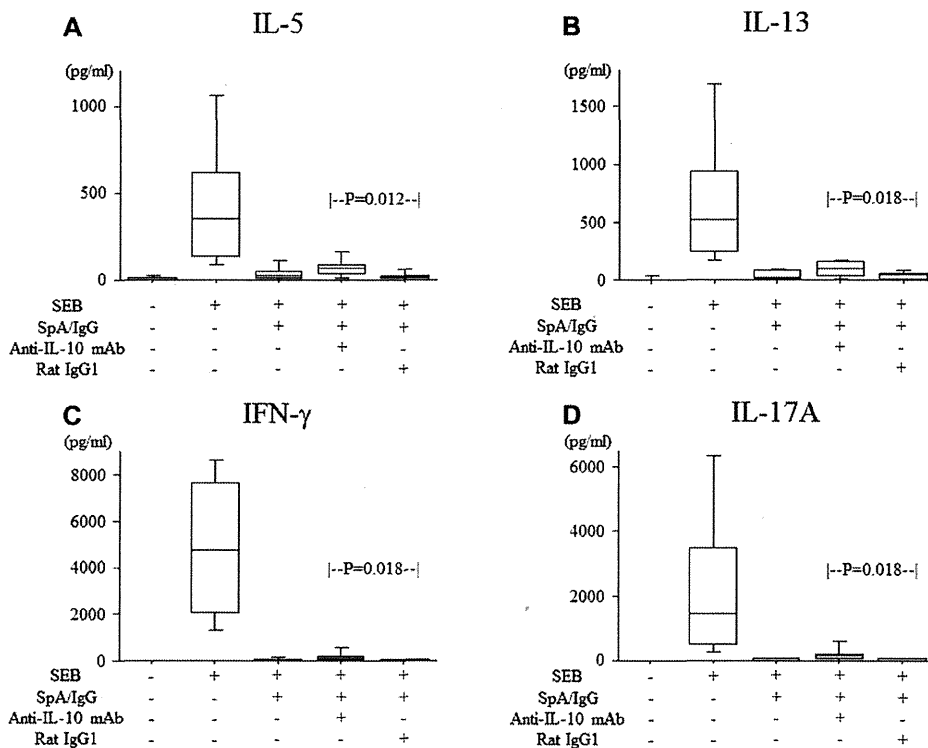 A IL-5
(pg/ml)
1000
500
0
|--P=0.012--|
SEB - + + + +
SpA/IgG - - + + +
Anti-IL-10 mAb - - - + -
Rat IgG1 - - - - +
B IL-13
(pg/ml)
1500
1000
500
0
|--P=0.018--|
SEB - + + + +
SpA/IgG - - + + +
Anti-IL-10 mAb - - - + -
Rat IgG1 - - - - +
C IFN-γ
(pg/ml)
8000
6000
4000
2000
0
|--P=0.018--|
SEB - + + + +
SpA/IgG - - + + +
Anti-IL-10 mAb - - - + -
Rat IgG1 - - - - +
D IL-17A
(pg/ml)
6000
4000
2000
0
|--P=0.018--|
SEB - + + + +
SpA/IgG - - + + +
Anti-IL-10 mAb - - - + -
Rat IgG1 - - - - +